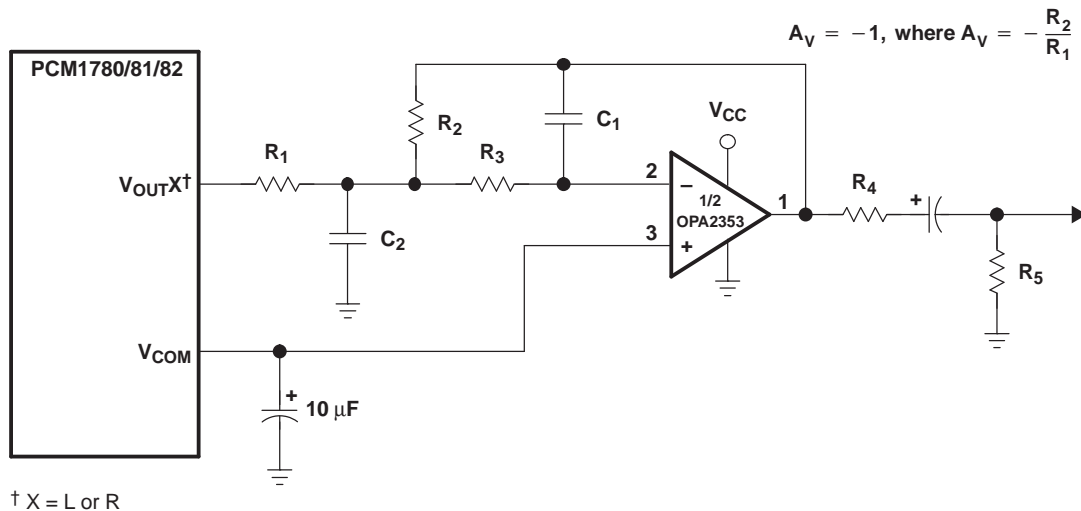 A_V = −1, where A_V = − R_2/R_1
PCM1780/81/82
R_2
C_1
V_CC
R_1
R_3
V_OUTX†
2
−
1/2
OPA2353
1
R_4
+
C_2
3
+
R_5
V_COM
+
10 μF
† X = L or R